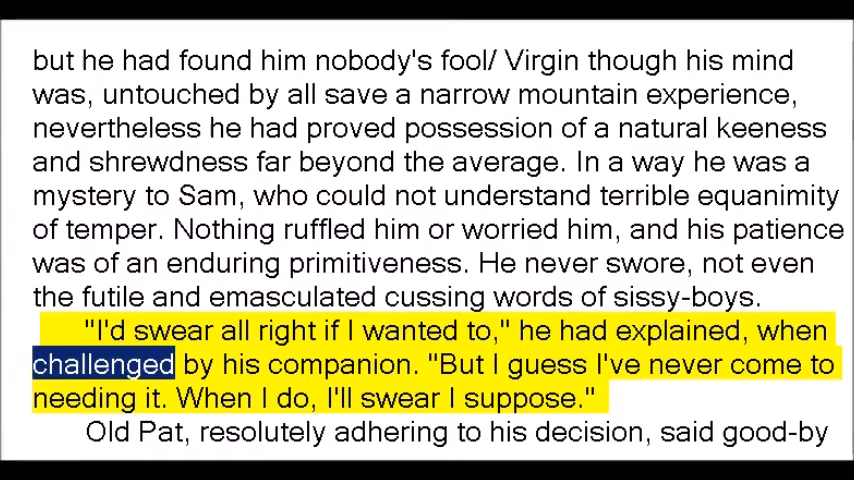 but he had found him nobody's fool/ Virgin though his mind
was, untouched by all save a narrow mountain experience,
nevertheless he had proved possession of a natural keeness
and shrewdness far beyond the average. In a way he was a
mystery to Sam, who could not understand terrible equanimity
of temper. Nothing ruffled him or worried him, and his patience
was of an enduring primitiveness. He never swore, not even
the futile and emasculated cussing words of sissy-boys.
"I'd swear all right if I wanted to," he had explained, when
challenged by his companion. "But I guess I've never come to
needing it. When I do, I'll swear I suppose."
Old Pat, resolutely adhering to his decision, said good-by